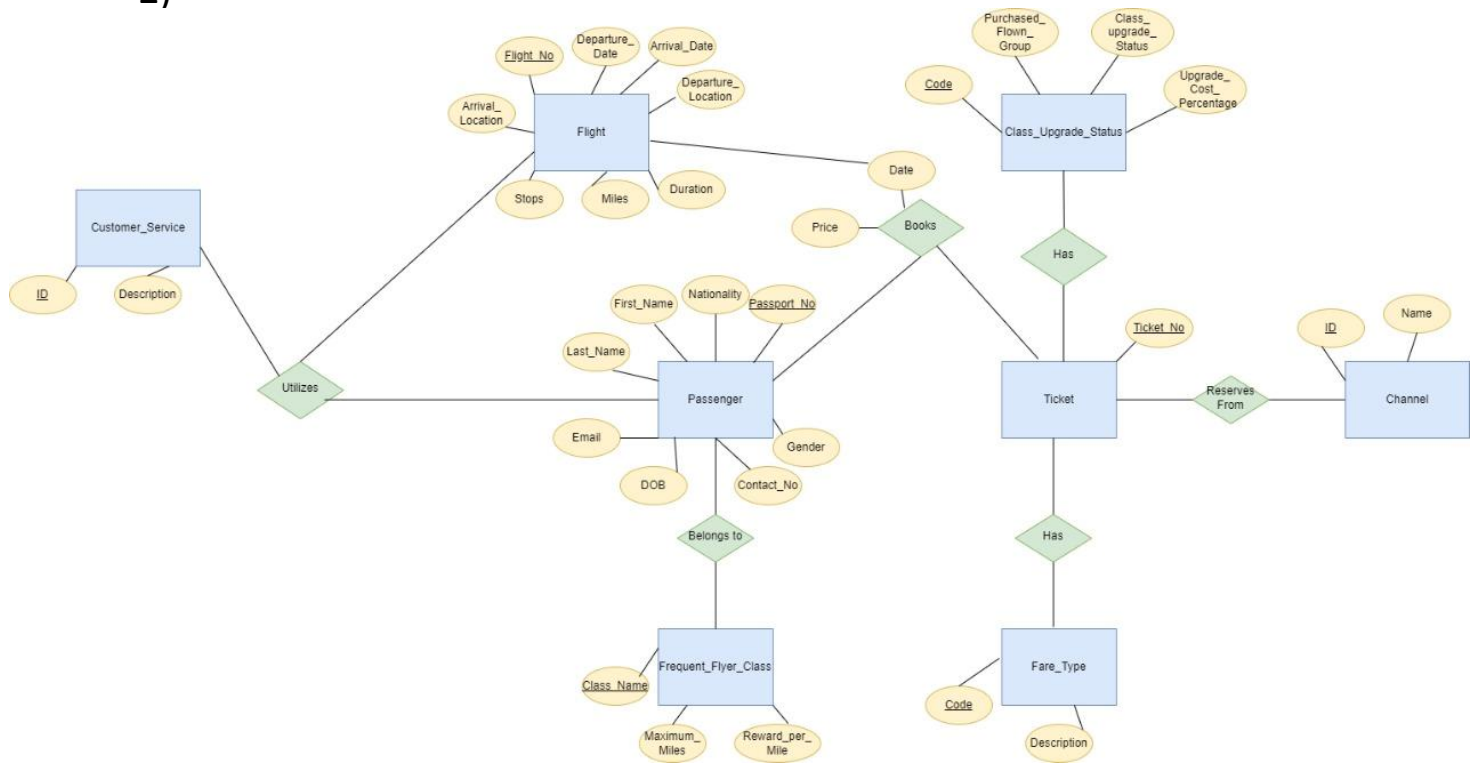 Purchased_
Flown_
Group
Class_
upgrade_
Status
Departure_
Date
Arrival_Date
Flight_No
Departure_
Location
Code
Upgrade_
Cost_
Percentage
Arrival_
Location
Flight
Class_Upgrade_Status
Date
Stops
Miles
Duration
Customer_Service
Price
Books
Has
ID
Description
First_Name
Nationality
Passport_No
Ticket_No
ID
Name
Last_Name
Utilizes
Passenger
Ticket
Reserves
From
Channel
Email
Gender
DOB
Contact_No
Belongs to
Has
Frequent_Flyer_Class
Fare_Type
Class_Name
Code
Maximum_
Miles
Reward_per_
Mile
Description